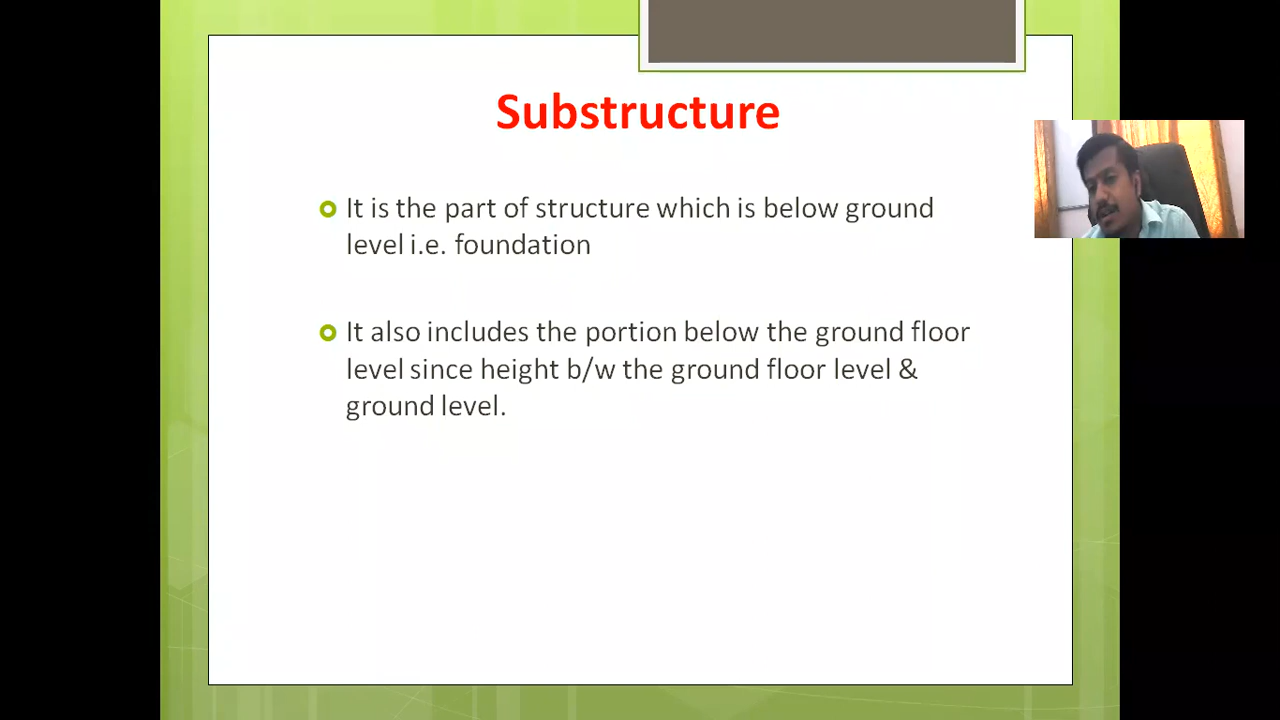 Substructure
It is the part of structure which is below ground
level i.e. foundation
It also includes the portion below the ground floor
level since height b/w the ground floor level &
ground level.